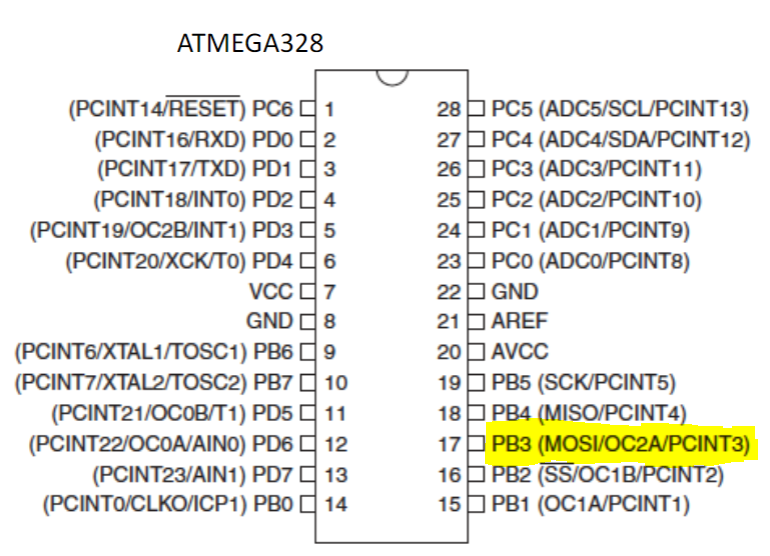 ATMEGA328
(PCINT14/RESET) PC6 1 28 PC5 (ADC5/SCL/PCINT13)
(PCINT16/RXD) PD0 2 27 PC4 (ADC4/SDA/PCINT12)
(PCINT17/TXD) PD1 3 26 PC3 (ADC3/PCINT11)
(PCINT18/INT0) PD2 4 25 PC2 (ADC2/PCINT10)
(PCINT19/OC2B/INT1) PD3 5 24 PC1 (ADC1/PCINT9)
(PCINT20/XCK/T0) PD4 6 23 PC0 (ADC0/PCINT8)
VCC 7 22 GND
GND 8 21 AREF
(PCINT6/XTAL1/TOSC1) PB6 9 20 AVCC
(PCINT7/XTAL2/TOSC2) PB7 10 19 PB5 (SCK/PCINT5)
(PCINT21/OC0B/T1) PD5 11 18 PB4 (MISO/PCINT4)
(PCINT22/OC0A/AIN0) PD6 12 17 PB3 (MOSI/OC2A/PCINT3)
(PCINT23/AIN1) PD7 13 16 PB2 (SS/OC1B/PCINT2)
(PCINT0/CLKO/ICP1) PB0 14 15 PB1 (OC1A/PCINT1)